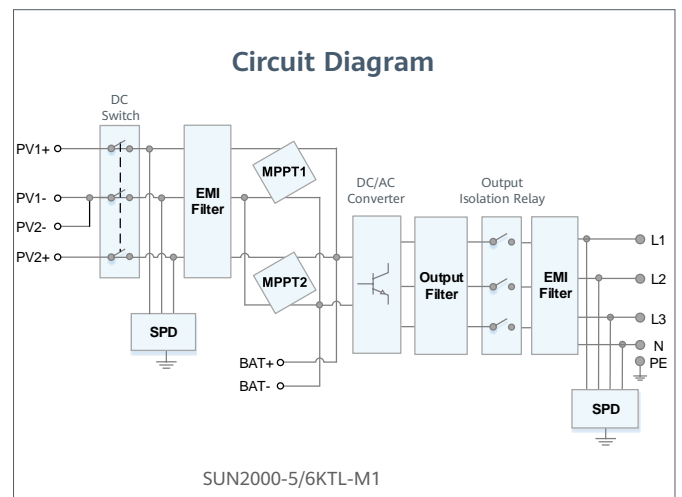 Circuit Diagram
DC
Switch
PV1+
PV1-
PV2-
PV2+
EMI
Filter
MPPT1
MPPT2
SPD
BAT+
BAT-
DC/AC
Converter
Output
Filter
Output
Isolation Relay
EMI
Filter
L1
L2
L3
N
PE
SPD
SUN2000-5/6KTL-M1